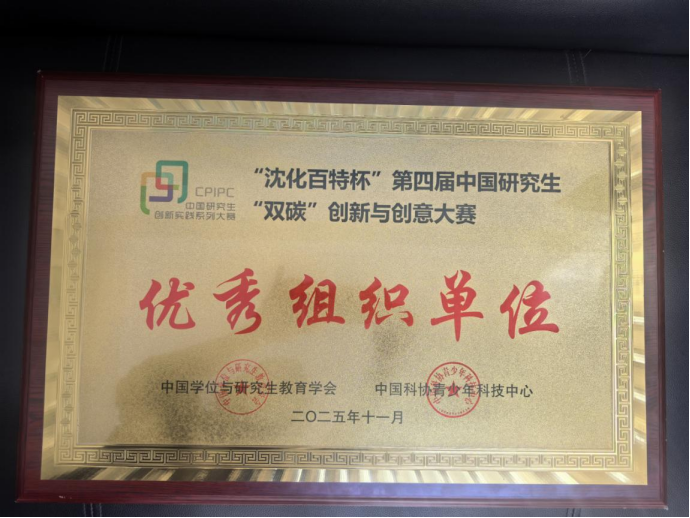 CPIPC
中国研究生
创新实践系列大赛
“沈化百特杯”第四届中国研究生
“双碳”创新与创意大赛
优秀组织单位
中国学位与研究生教育学会
中国科协青少年科技中心
二〇二五年十一月